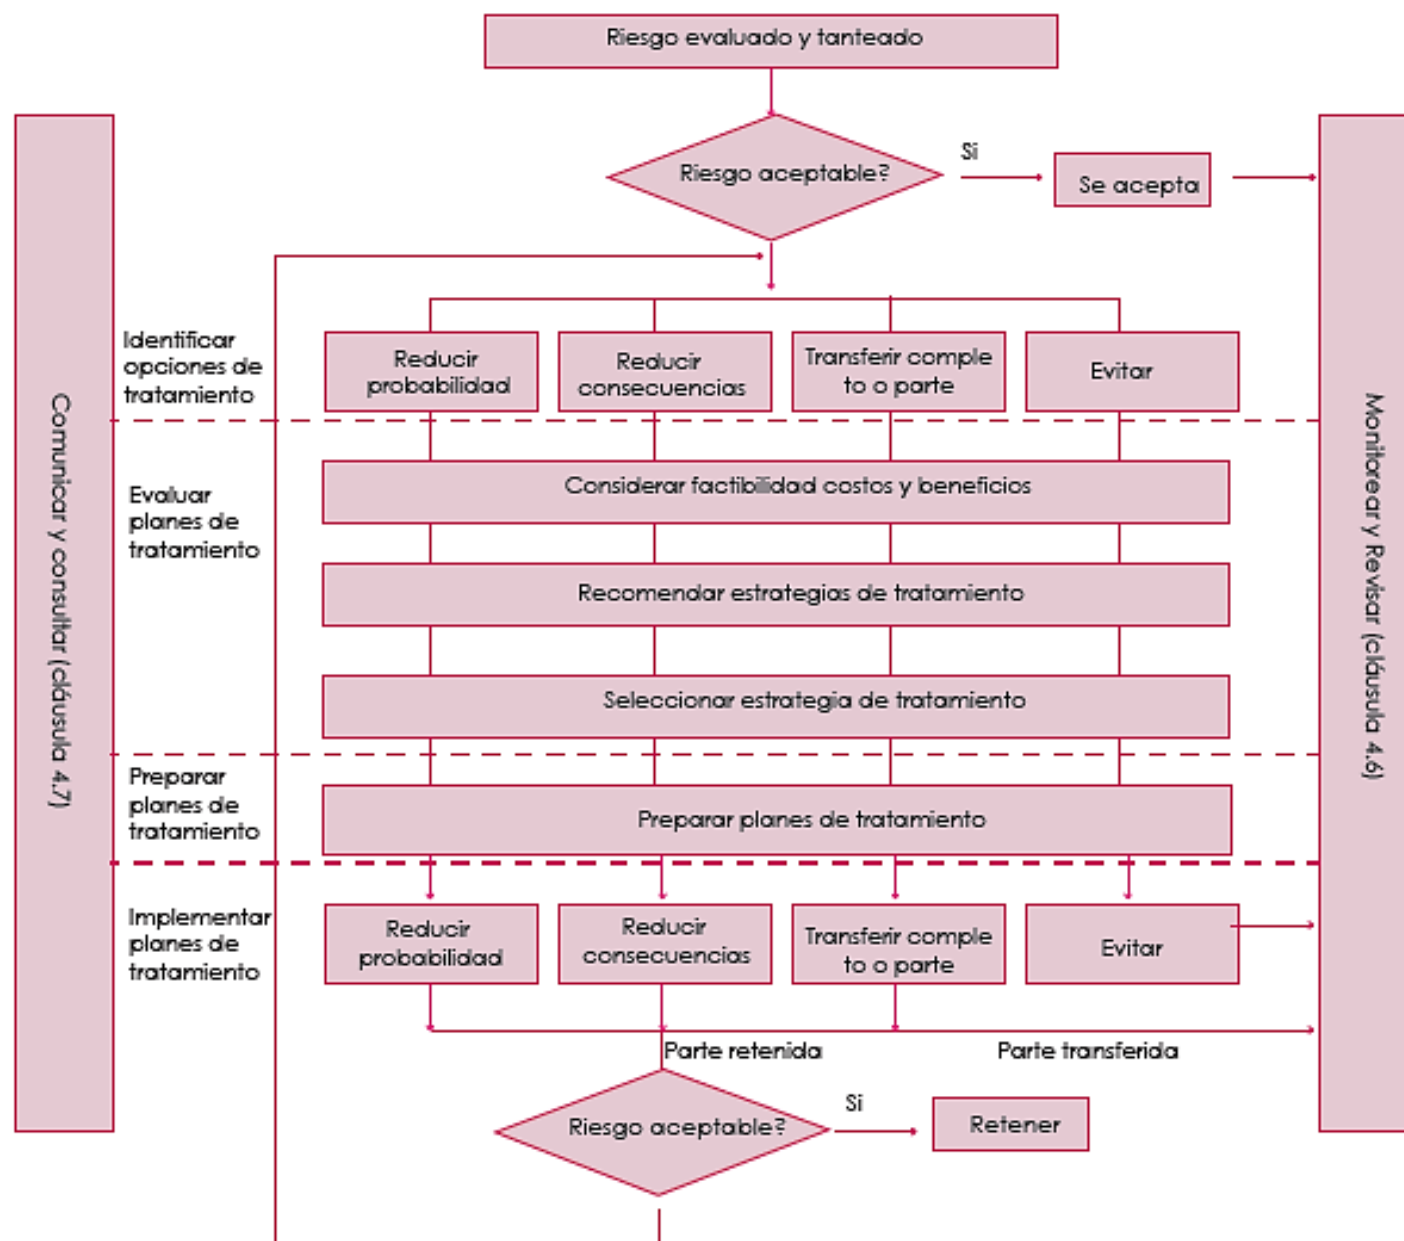 Riesgo evaluado y tanteado
Riesgo aceptable?
Si
Se acepta
Comunicar y consultar (cláusula 4.7)
Monitorear y Revisar (cláusula 4.6)
Identificar
opciones de
tratamiento
Reducir
probabilidad
Reducir
consecuencias
Transferir comple
to o parte
Evitar
Evaluar
planes de
tratamiento
Considerar factibilidad costos y beneficios
Recomendar estrategias de tratamiento
Seleccionar estrategia de tratamiento
Preparar
planes de
tratamiento
Preparar planes de tratamiento
Implementar
planes de
tratamiento
Reducir
probabilidad
Reducir
consecuencias
Transferir comple
to o parte
Evitar
Parte retenida
Parte transferida
Riesgo aceptable?
Si
Retener